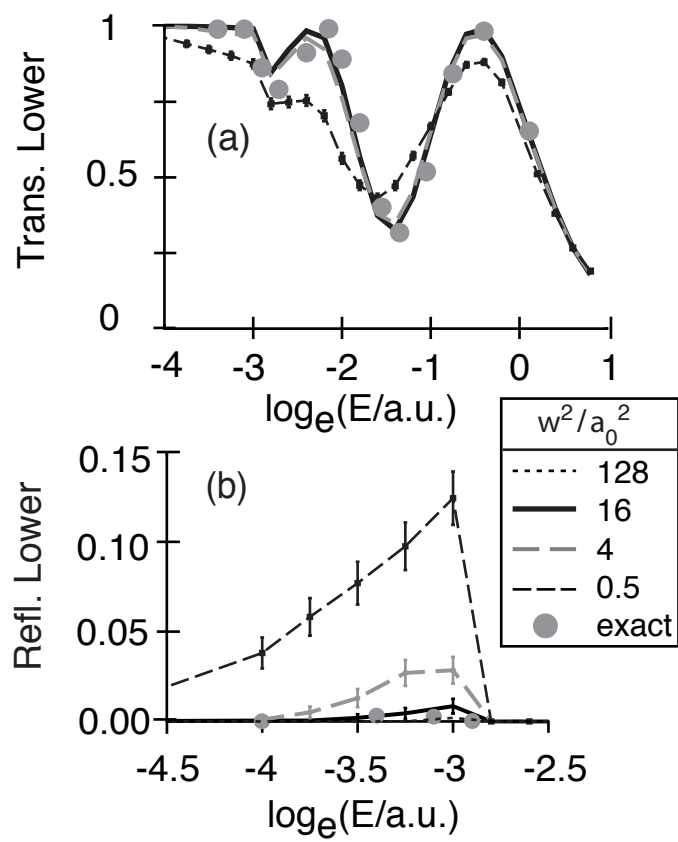 1
0.5
0
Trans. Lower
(a)
-4 -3 -2 -1 0 1
logₑ(E/a.u.)
w²/a₀²
128
16
4
0.5
exact
0.15
0.10
0.05
0.00
Refl. Lower
(b)
-4.5 -4 -3.5 -3 -2.5
logₑ(E/a.u.)